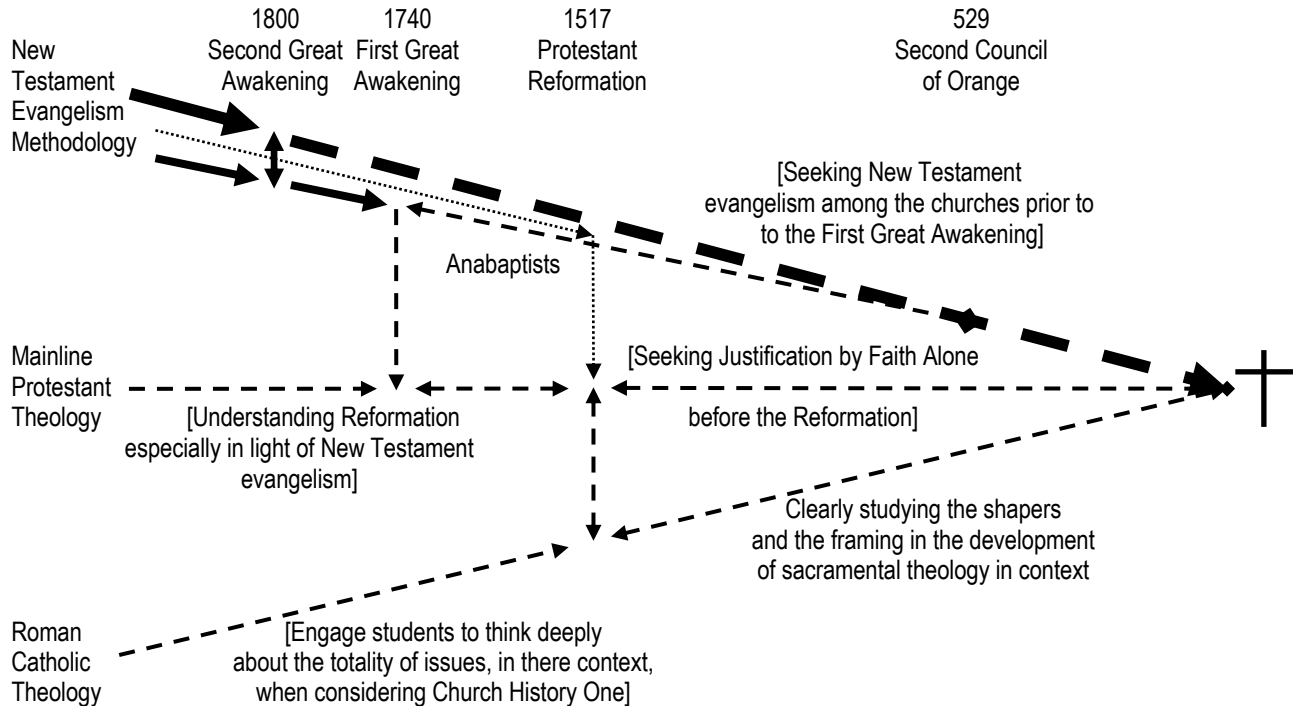 1800
Second Great
Awakening
1740
First Great
Awakening
1517
Protestant
Reformation
529
Second Council
of Orange
New
Testament
Evangelism
Methodology
[Seeking New Testament
evangelism among the churches prior to
to the First Great Awakening]
Anabaptists
Mainline
Protestant
Theology
[Seeking Justification by Faith Alone
before the Reformation]
[Understanding Reformation
especially in light of New Testament
evangelism]
Clearly studying the shapers
and the framing in the development
of sacramental theology in context
Roman
Catholic
Theology
[Engage students to think deeply
about the totality of issues, in there context,
when considering Church History One]